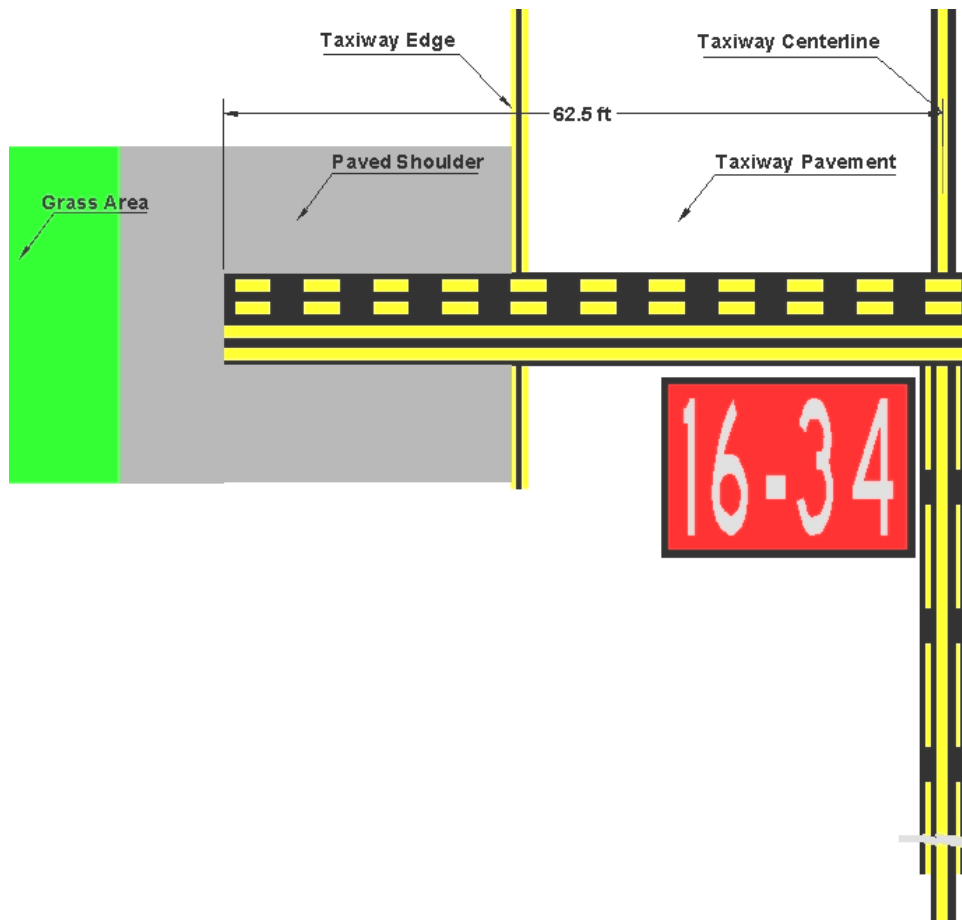 Taxiway Edge
Taxiway Centerline
62.5 ft
Paved Shoulder
Taxiway Pavement
Grass Area
16-34